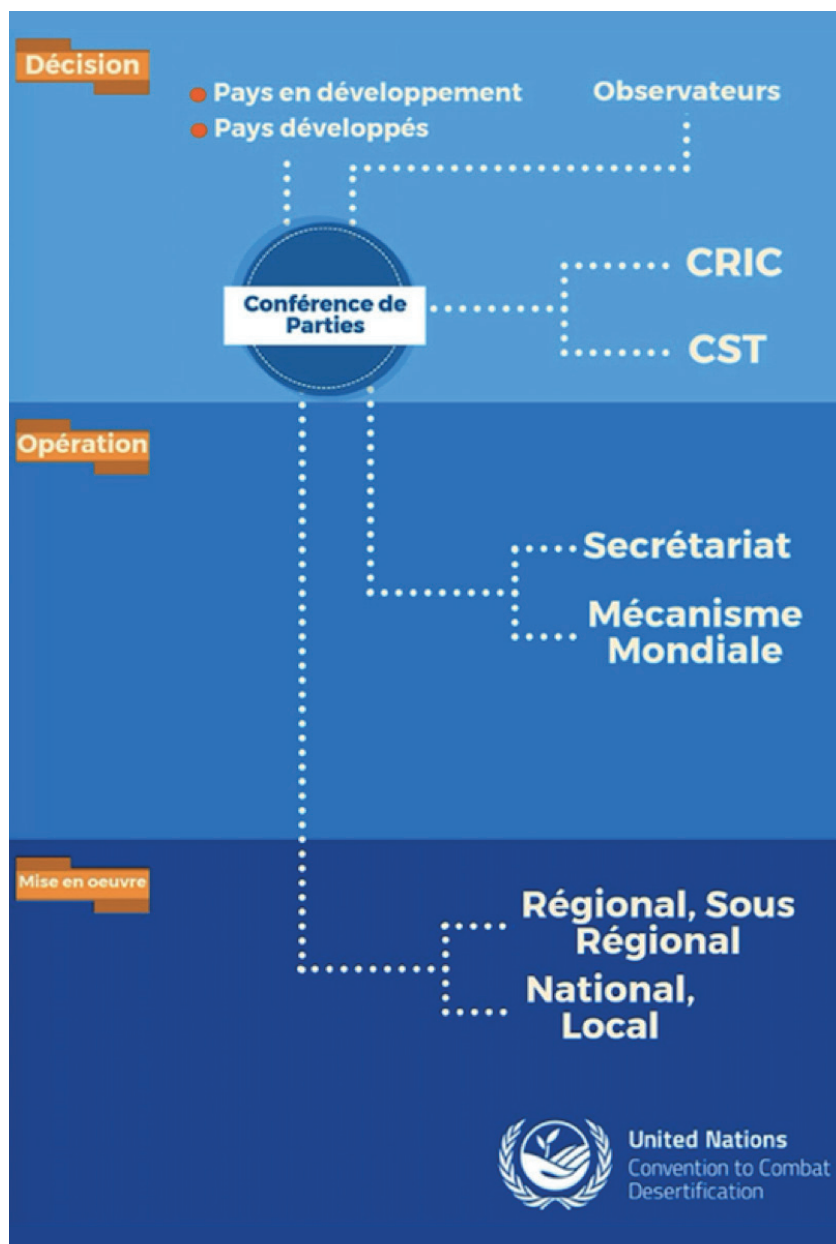 Décisión
Pays en développement
Pays développés
Observateurs
Conférence de
Parties
CRIC
CST
Opération
Secrétariat
Mécanisme
Mondiale
Mise en oeuvre
Régional, Sous
Régional
National,
Local
United Nations
Convention to Combat
Desertification